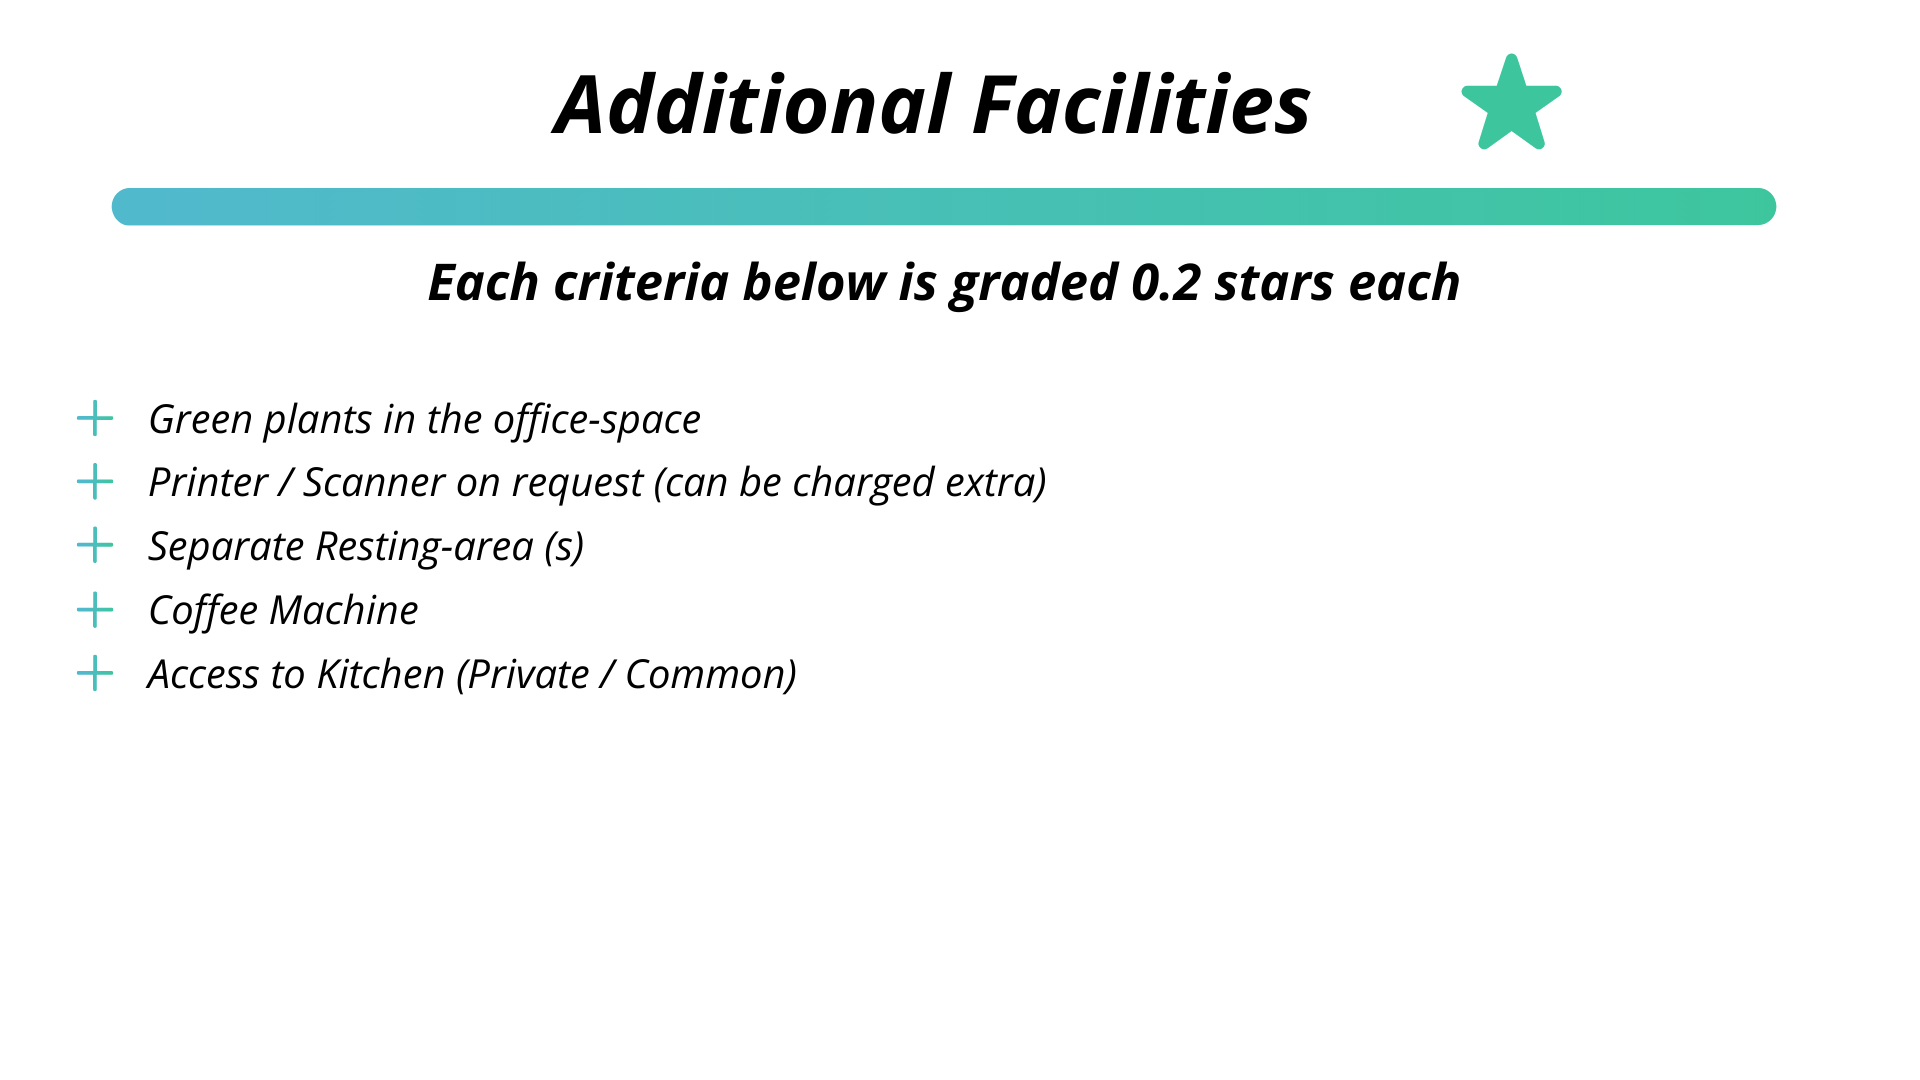 Additional Facilities
Each criteria below is graded 0.2 stars each
Green plants in the office-space
Printer / Scanner on request (can be charged extra)
Separate Resting-area (s)
Coffee Machine
Access to Kitchen (Private / Common)